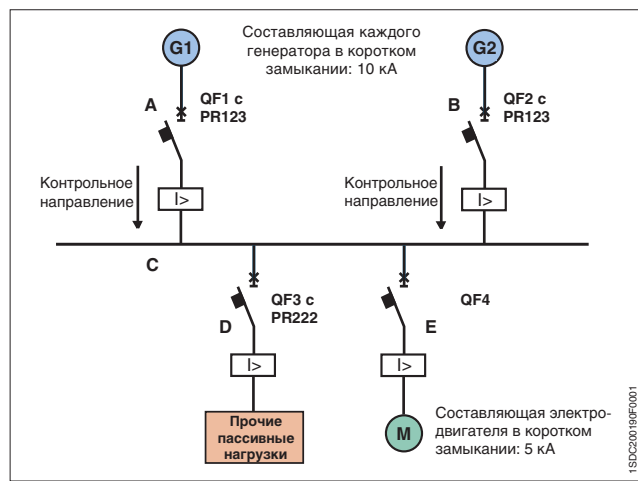 Составляющая каждого
генератора в коротком
замыкании: 10 кА
G1
G2
A
QF1 с
PR123
B
QF2 с
PR123
Контрольное
направление
I>
Контрольное
направление
I>
C
D
QF3 с
PR222
QF4
E
I>
I>
Прочие
пассивные
нагрузки
M
Составляющая электро-
двигателя в коротком
замыкании: 5 кА
1SDC200190F0001